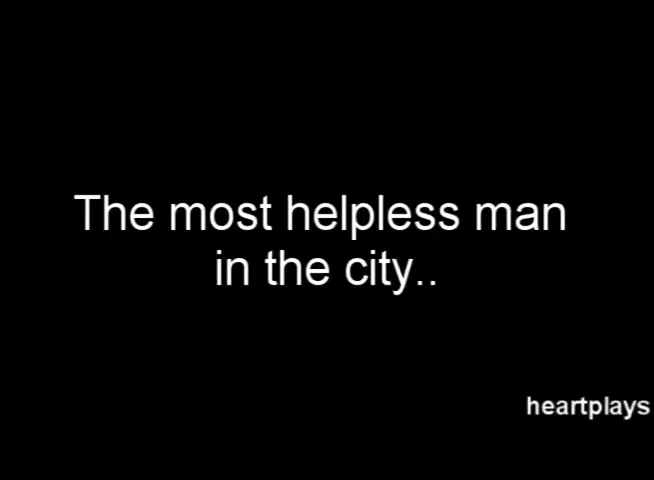 The most helpless man
in the city..
heartplays